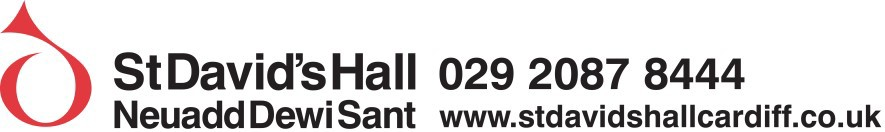 St David's Hall 029 2087 8444
Neuadd Dewi Sant www.stdavidshallcardiff.co.uk